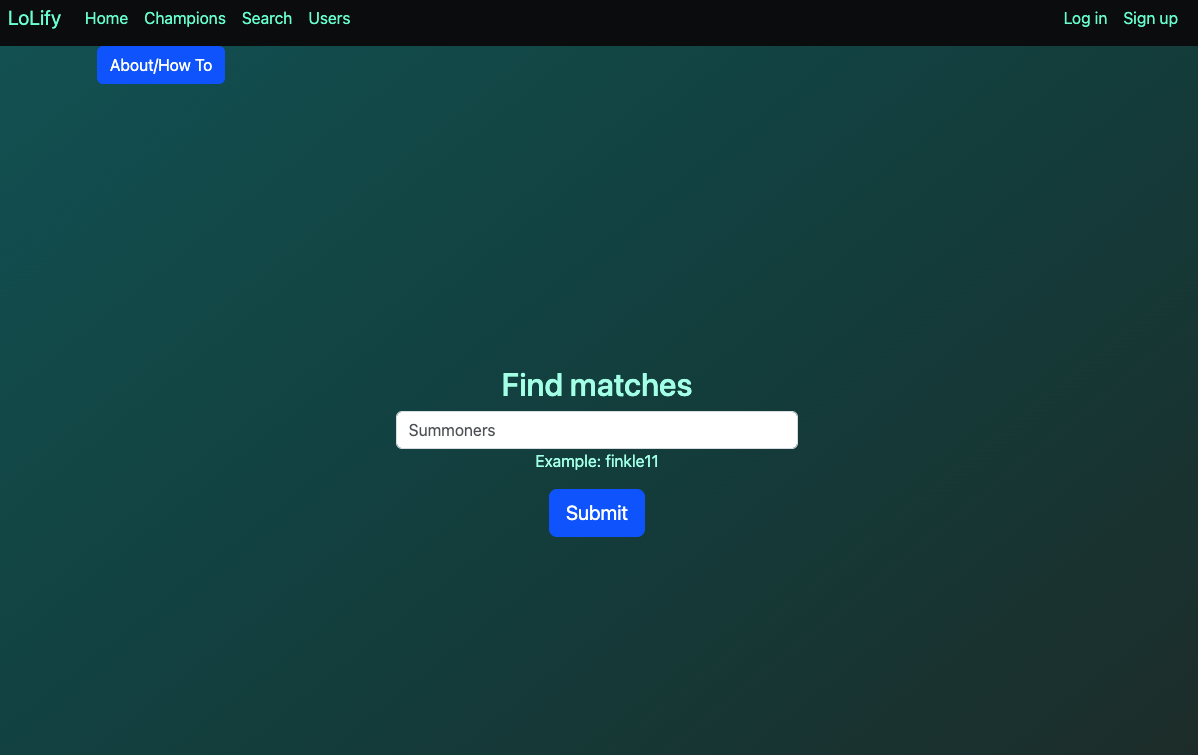 LoLify Home Champions Search Users Log in Sign up
About/How To
Find matches
Summoners
Example: finkle11
Submit